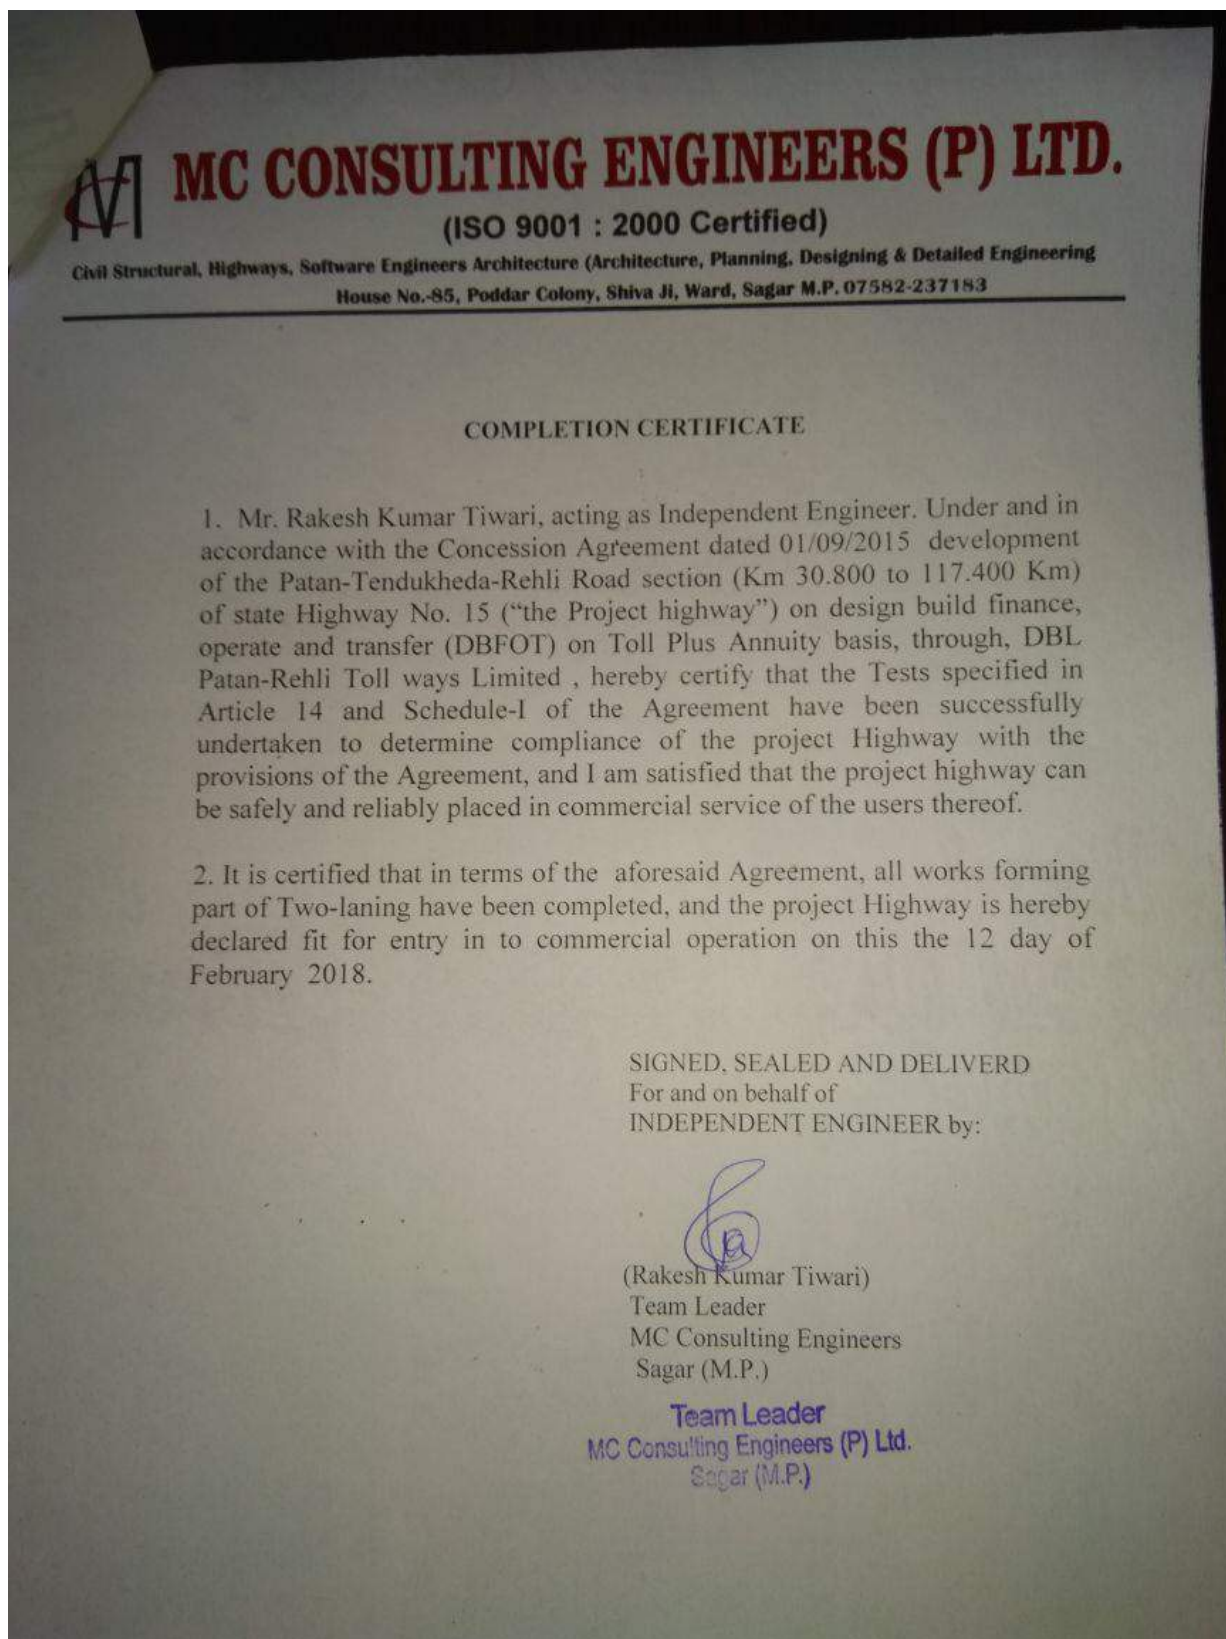 MC CONSULTING ENGINEERS (P) LTD.
(ISO 9001 : 2000 Certified)
Civil Structural, Highways, Software Engineers Architecture (Architecture, Planning, Designing & Detailed Engineering
House No.-85, Poddar Colony, Shiva Ji, Ward, Sagar M.P. 07582-237183
COMPLETION CERTIFICATE
1. Mr. Rakesh Kumar Tiwari, acting as Independent Engineer. Under and in
accordance with the Concession Agreement dated 01/09/2015 development
of the Patan-Tendukheda-Rehli Road section (Km 30.800 to 117.400 Km)
of state Highway No. 15 (“the Project highway”) on design build finance,
operate and transfer (DBFOT) on Toll Plus Annuity basis, through, DBL
Patan-Rehli Toll ways Limited , hereby certify that the Tests specified in
Article 14 and Schedule-I of the Agreement have been successfully
undertaken to determine compliance of the project Highway with the
provisions of the Agreement, and I am satisfied that the project highway can
be safely and reliably placed in commercial service of the users thereof.
2. It is certified that in terms of the aforesaid Agreement, all works forming
part of Two-laning have been completed, and the project Highway is hereby
declared fit for entry in to commercial operation on this the 12 day of
February 2018.
SIGNED, SEALED AND DELIVERD
For and on behalf of
INDEPENDENT ENGINEER by:
(Rakesh Kumar Tiwari)
Team Leader
MC Consulting Engineers
Sagar (M.P.)
Team Leader
MC Consulting Engineers (P) Ltd.
Sagar (M.P.)